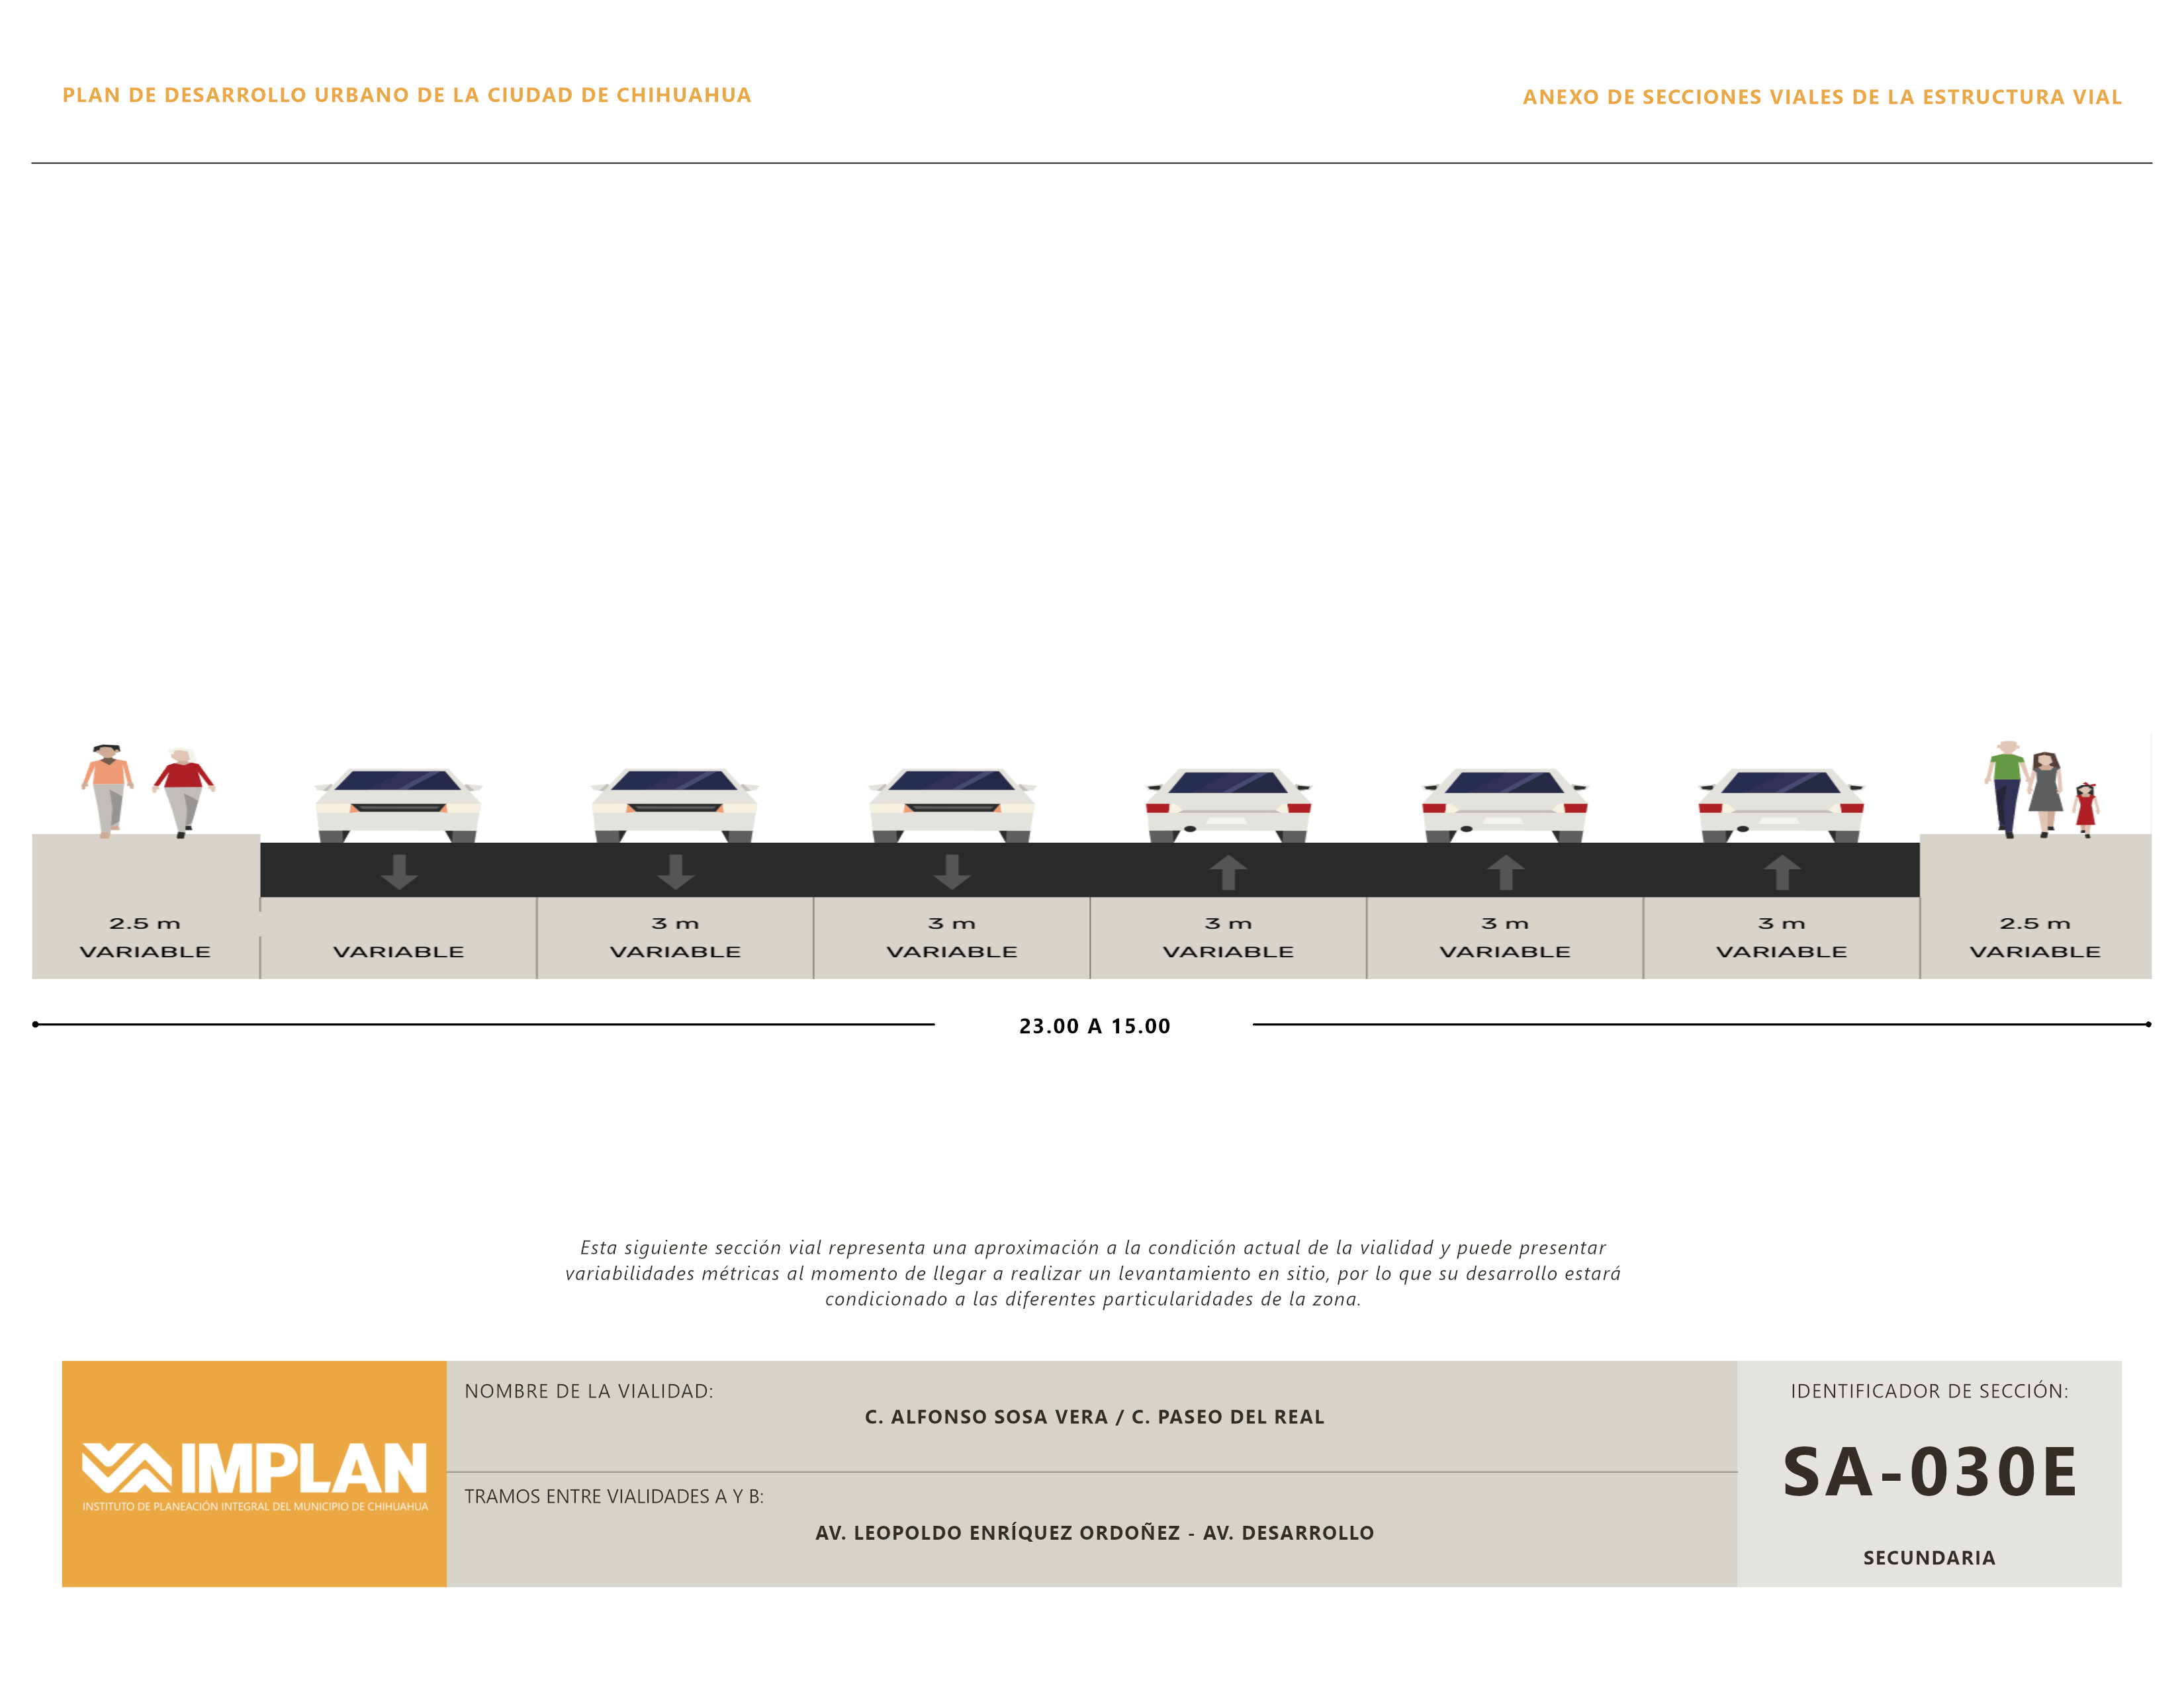 PLAN DE DESARROLLO URBANO DE LA CIUDAD DE CHIHUAHUA
ANEXO DE SECCIONES VIALES DE LA ESTRUCTURA VIAL
2.5 m
VARIABLE
VARIABLE
3 m
VARIABLE
3 m
VARIABLE
3 m
VARIABLE
3 m
VARIABLE
3 m
VARIABLE
2.5 m
VARIABLE
23.00 A 15.00
Esta siguiente sección vial representa una aproximación a la condición actual de la vialidad y puede presentar
variabilidades métricas al momento de llegar a realizar un levantamiento en sitio, por lo que su desarrollo estará
condicionado a las diferentes particularidades de la zona.
IMPLAN
INSTITUTO DE PLANEACIÓN INTEGRAL DEL MUNICIPIO DE CHIHUAHUA
NOMBRE DE LA VIALIDAD:
C. ALFONSO SOSA VERA / C. PASEO DEL REAL
TRAMOS ENTRE VIALIDADES A Y B:
AV. LEOPOLDO ENRÍQUEZ ORDOÑEZ - AV. DESARROLLO
IDENTIFICADOR DE SECCIÓN:
SA-030E
SECUNDARIA